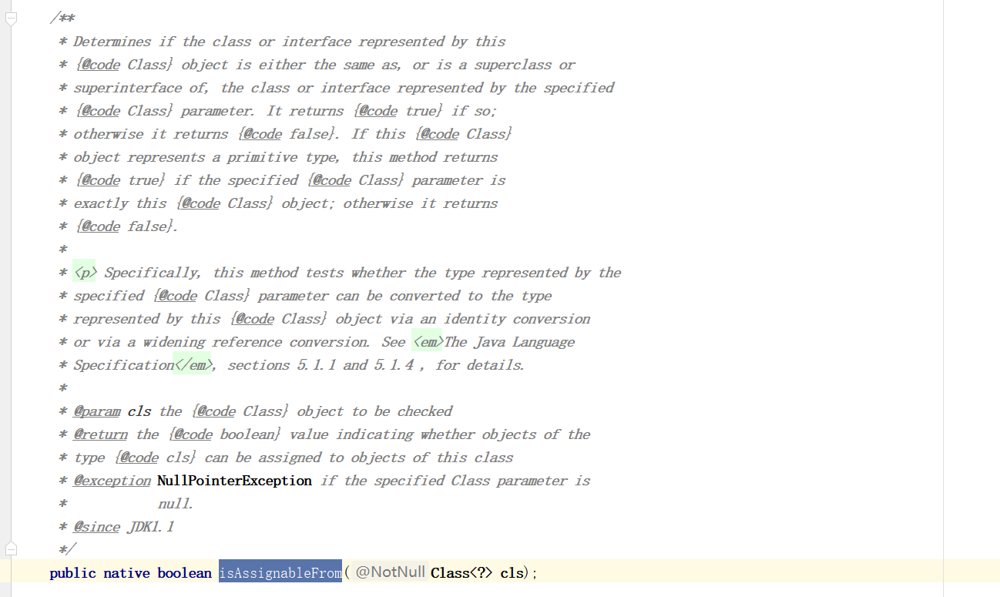 /**
* Determines if the class or interface represented by this
* {@code Class} object is either the same as, or is a superclass or
* superinterface of, the class or interface represented by the specified
* {@code Class} parameter. It returns {@code true} if so;
* otherwise it returns {@code false}. If this {@code Class}
* object represents a primitive type, this method returns
* {@code true} if the specified {@code Class} parameter is
* exactly this {@code Class} object; otherwise it returns
* {@code false}.
*
* <p> Specifically, this method tests whether the type represented by the
* specified {@code Class} parameter can be converted to the type
* represented by this {@code Class} object via an identity conversion
* or via a widening reference conversion. See <em>The Java Language
* Specification</em>, sections 5.1.1 and 5.1.4 , for details.
*
* @param cls the {@code Class} object to be checked
* @return the {@code boolean} value indicating whether objects of the
* type {@code cls} can be assigned to objects of this class
* @exception NullPointerException if the specified Class parameter is
* null.
* @since JDK1.1
*/
public native boolean isAssignableFrom( @NotNull Class<?> cls);